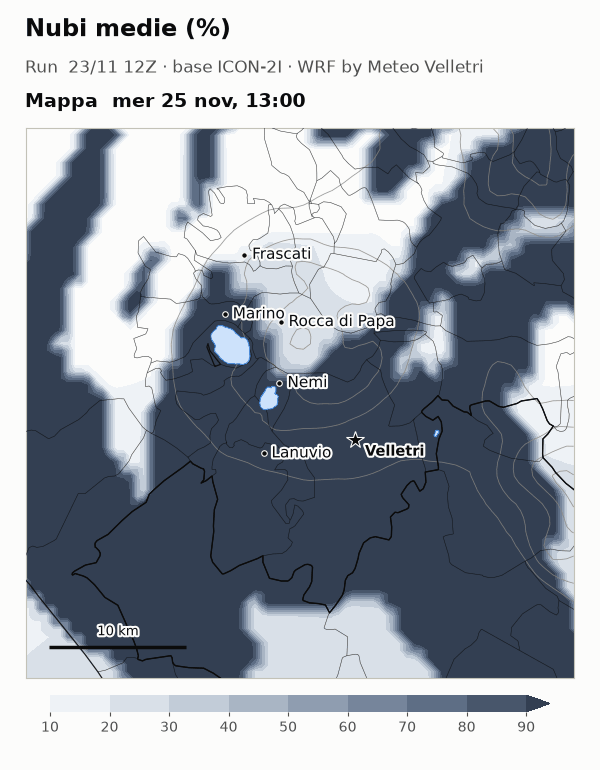 Nubi medie (%)
Run  23/11 12Z · base ICON-2I · WRF by Meteo Velletri
Mappa  mer 25 nov, 13:00
Frascati
Marino
Rocca di Papa
Nemi
Velletri
Lanuvio
10 km
10 20 30 40 50 60 70 80 90